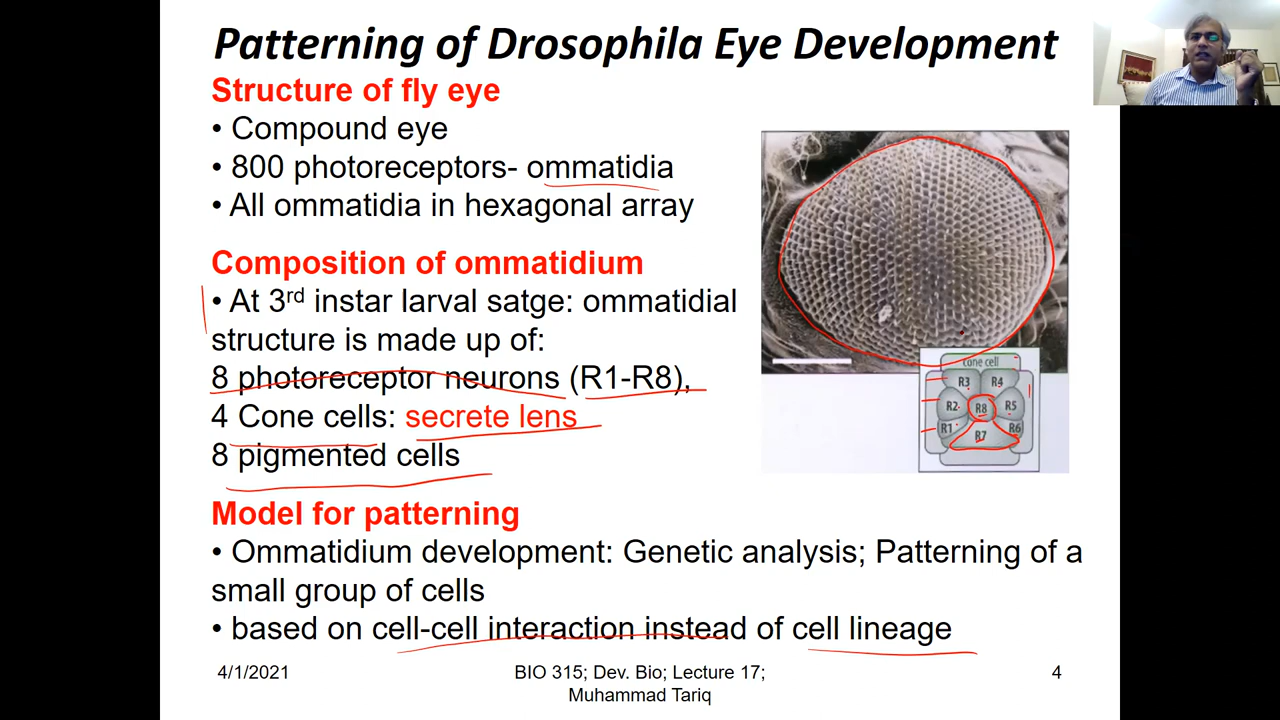 Patterning of Drosophila Eye Development
Structure of fly eye
• Compound eye
• 800 photoreceptors- ommatidia
• All ommatidia in hexagonal array
Composition of ommatidium
• At 3rd instar larval satge: ommatidial
structure is made up of:
8 photoreceptor neurons (R1-R8),
4 Cone cells: secrete lens
8 pigmented cells
cone cell
R3 R4
R2 R8 R5
R1 R7 R6
Model for patterning
• Ommatidium development: Genetic analysis; Patterning of a
small group of cells
• based on cell-cell interaction instead of cell lineage
4/1/2021
BIO 315; Dev. Bio; Lecture 17;
Muhammad Tariq
4